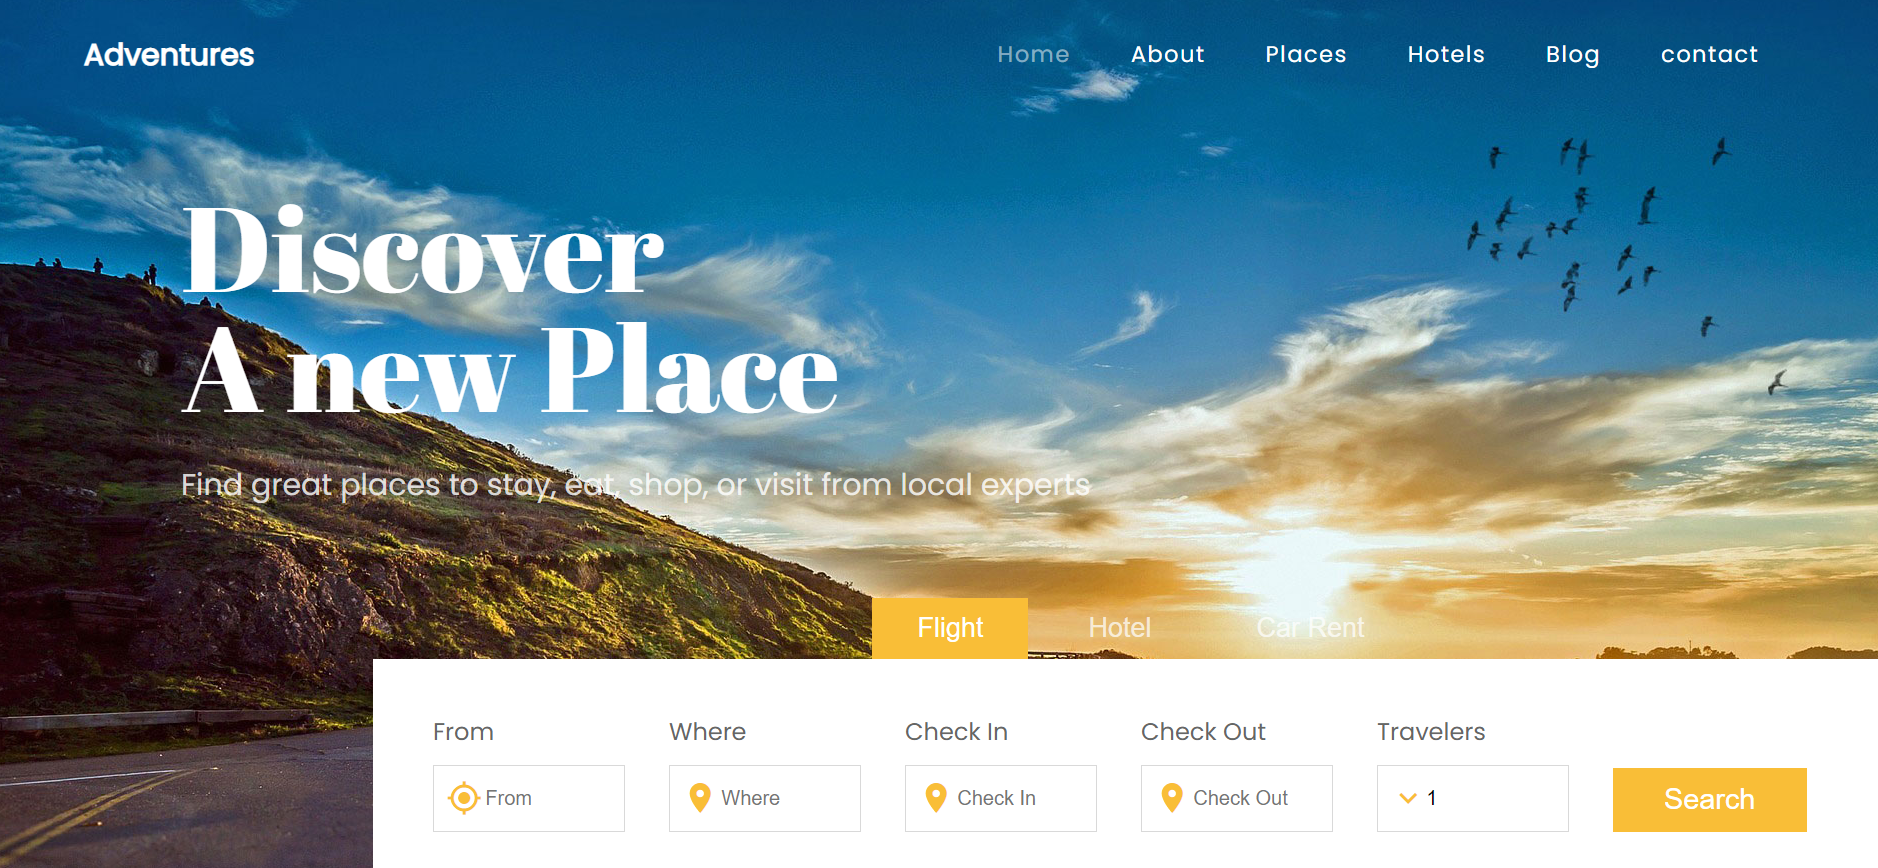 Adventures
Home About Places Hotels Blog contact
Discover
A new Place
Find great places to stay, eat, shop, or visit from local experts
Flight Hotel Car Rent
From Where Check In Check Out Travelers
From Where Check In Check Out 1 Search